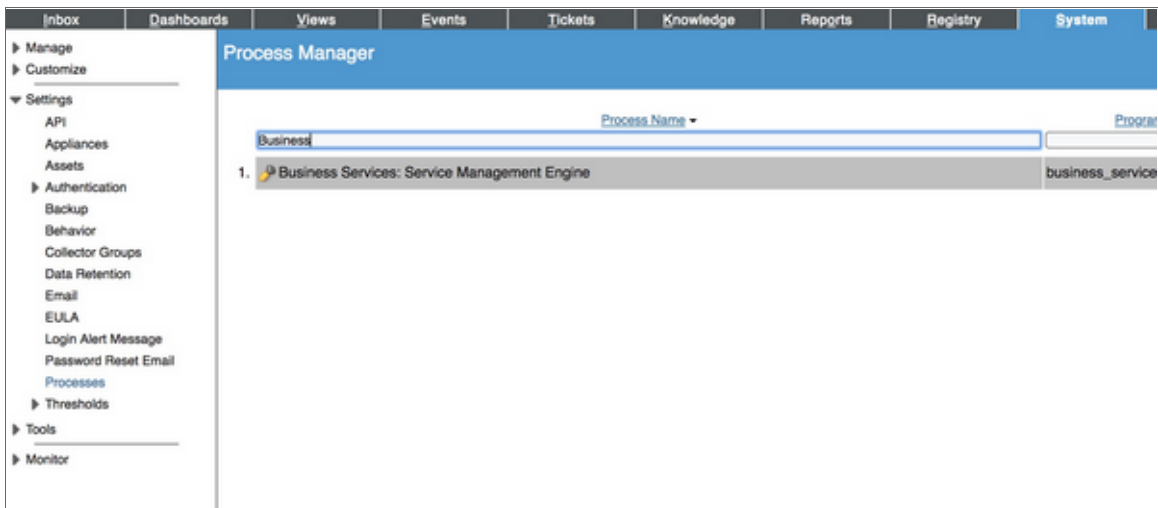 Inbox Dashboards Views Events Tickets Knowledge Reports Registry System
Manage
Customize
Settings
API
Appliances
Assets
Authentication
Backup
Behavior
Collector Groups
Data Retention
Email
EULA
Login Alert Message
Password Reset Email
Processes
Thresholds
Tools
Monitor
Process Manager
Process Name Progra
Business
1. Business Services: Service Management Engine business_service